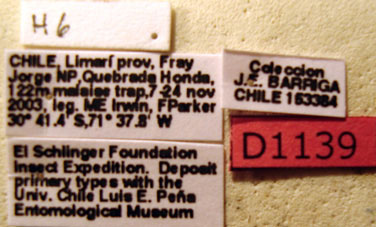 H6
CHILE, Limarí prov, Fray
Jorge NP, Quebrada Honda,
122m malaise trap, 7-24 nov
2003, leg. ME Irwin, FParker
30° 41.4' S, 71° 37.8' W
El Schlinger Foundation
Insect Expedition. Deposit
primary types with the
Univ. Chile Luis E. Peña
Entomological Museum
Coleccion
J.E. BARRIGA
CHILE 153384
D1139